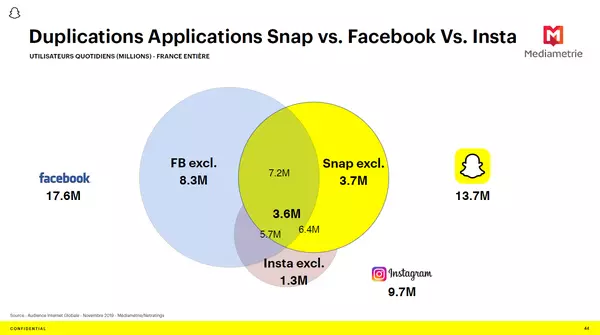 Duplications Applications Snap vs. Facebook Vs. Insta
Mediametrie
UTILISATEURS QUOTIDIENS (MILLIONS) - FRANCE ENTIÈRE
FB excl.
8.3M
7.2M
Snap excl.
3.7M
facebook
17.6M
13.7M
3.6M
5.7M
6.4M
Insta excl.
1.3M
Instagram
9.7M
Source : Audience Internet Globale - Novembre 2019 - Médiamétrie/Netratings
CONFIDENTIAL
44